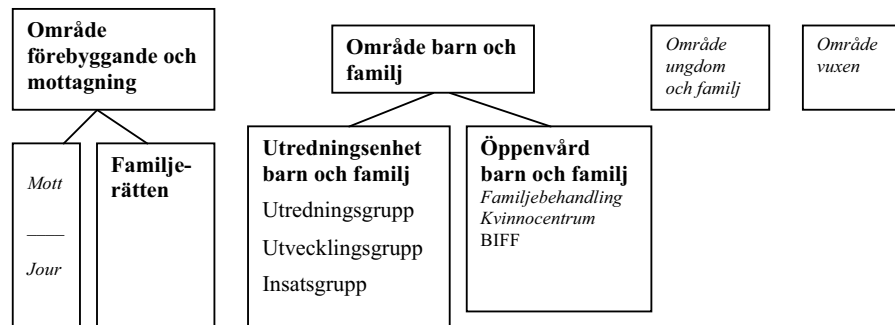 Område
förebyggande och
mottagning
Område barn och
familj
Område
ungdom
och familj
Område
vuxen
Mott
Jour
Familje-
rätten
Utredningsenhet
barn och familj
Utredningsgrupp
Utvecklingsgrupp
Insatsgrupp
Öppenvård
barn och familj
Familjebehandling
Kvinnocentrum
BIFF